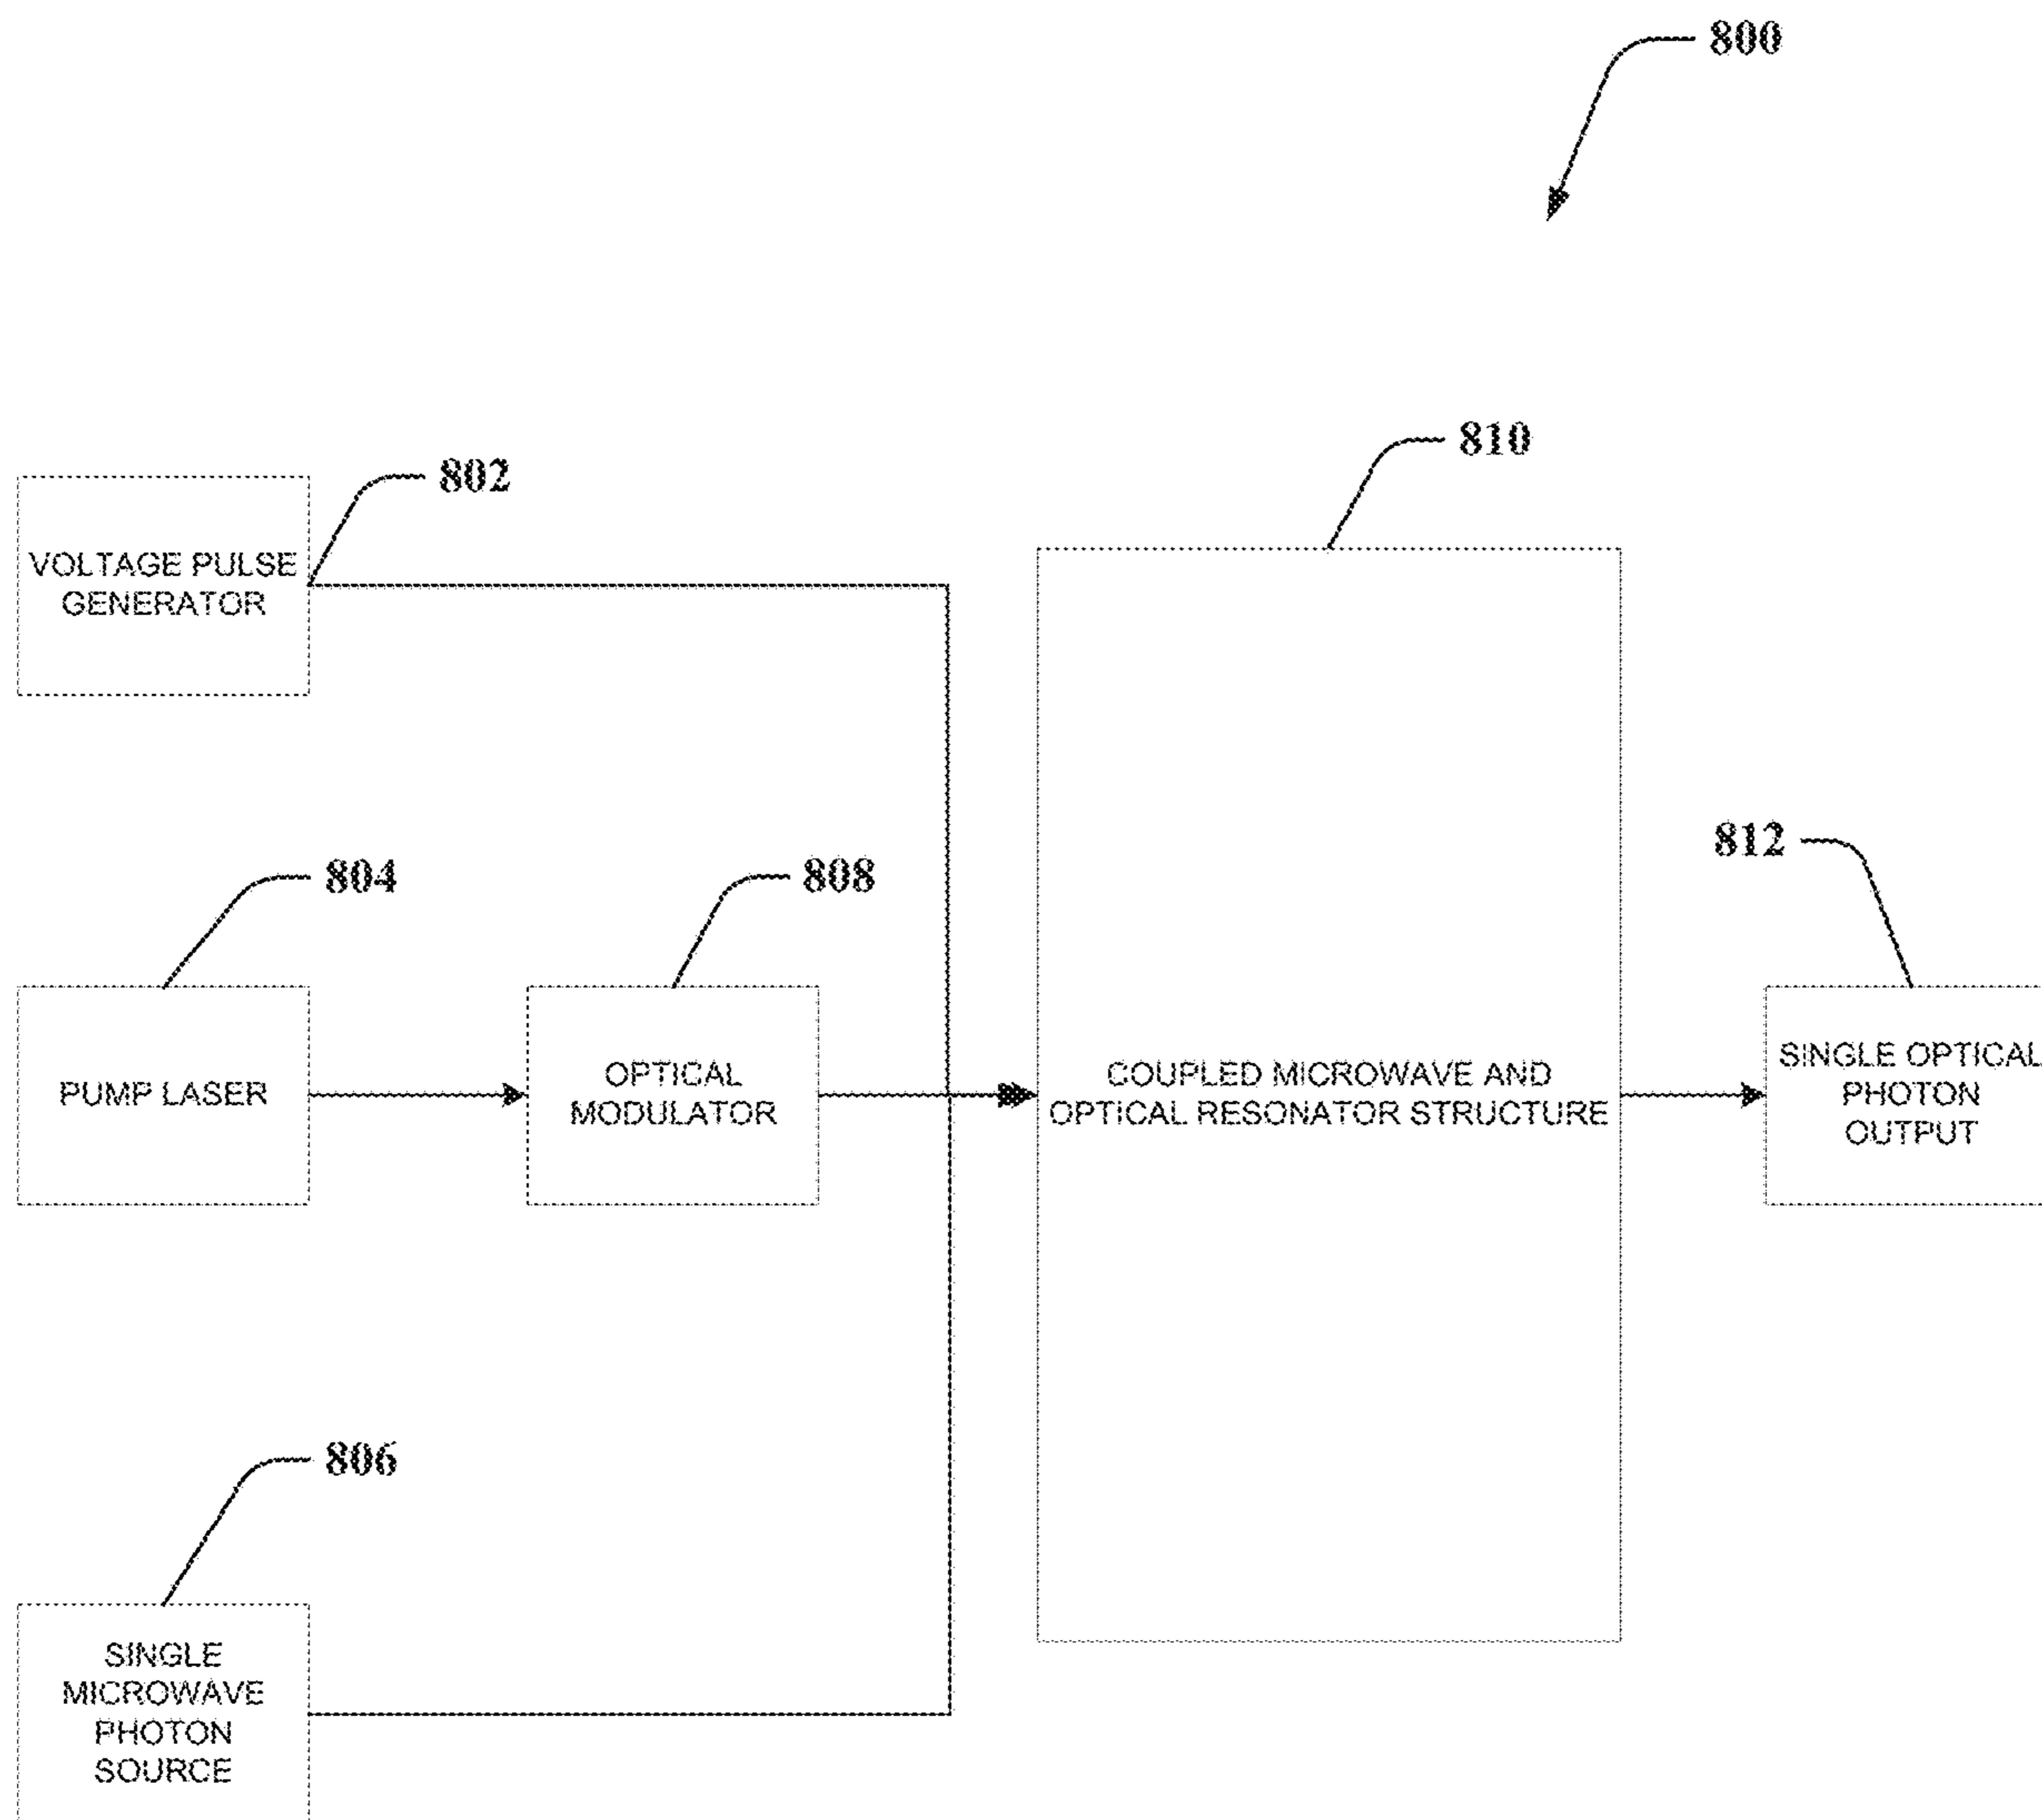 800
810
802
VOLTAGE PULSE
GENERATOR
812
804
808
PUMP LASER
OPTICAL
MODULATOR
COUPLED MICROWAVE AND
OPTICAL RESONATOR STRUCTURE
SINGLE OPTICAL
PHOTON
OUTPUT
806
SINGLE
MICROWAVE
PHOTON
SOURCE